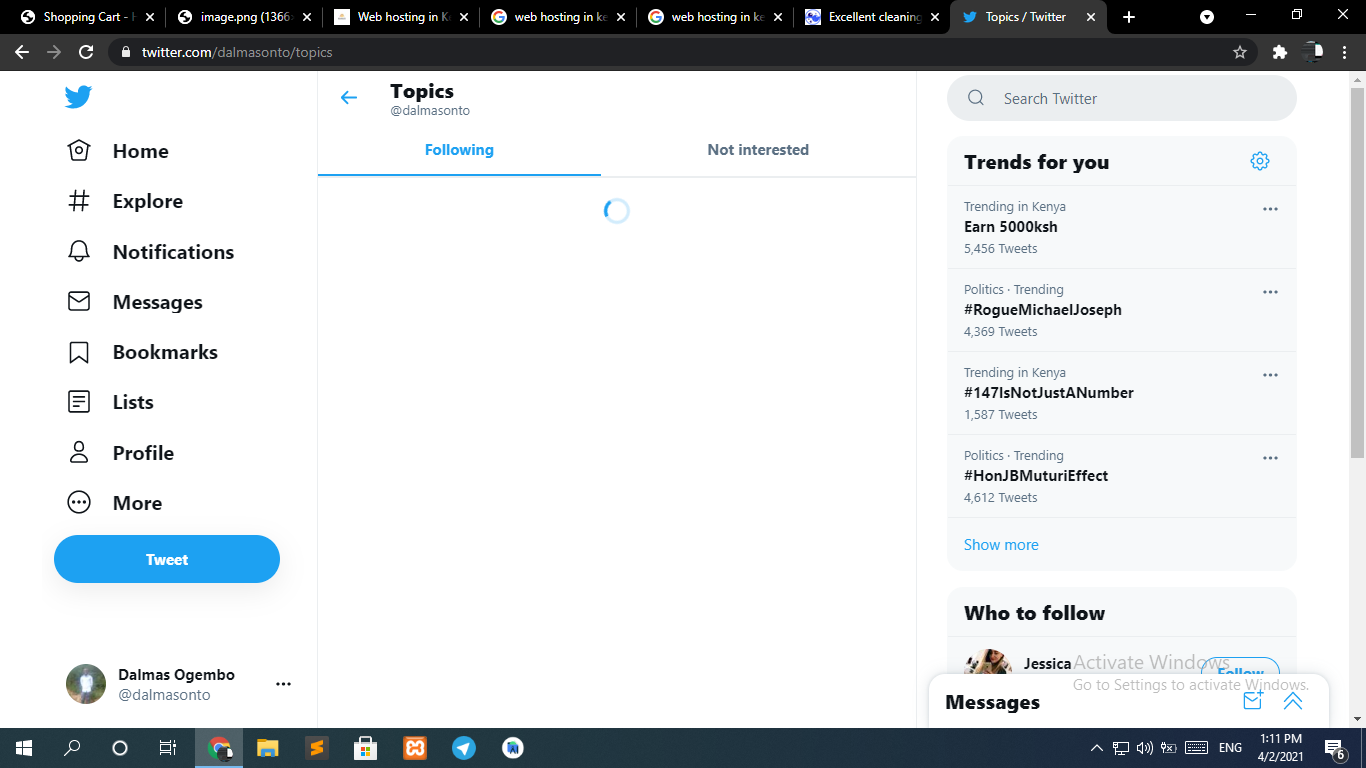 Shopping Cart - H
image.png (1366×
Web hosting in K
web hosting in ke
web hosting in ke
Excellent cleaning
Topics / Twitter
twitter.com/dalmasonto/topics
Home
Explore
Notifications
Messages
Bookmarks
Lists
Profile
More
Tweet
Dalmas Ogembo
@dalmasonto
Topics
@dalmasonto
Following
Not interested
Search Twitter
Trends for you
Trending in Kenya
Earn 5000ksh
5,456 Tweets
Politics · Trending
#RogueMichaelJoseph
4,369 Tweets
Trending in Kenya
#147IsNotJustANumber
1,587 Tweets
Politics · Trending
#HonJBMuturiEffect
4,612 Tweets
Show more
Who to follow
Jessica
Follow
Activate Windows
Go to Settings to activate Windows.
Messages
ENG
1:11 PM
4/2/2021
6